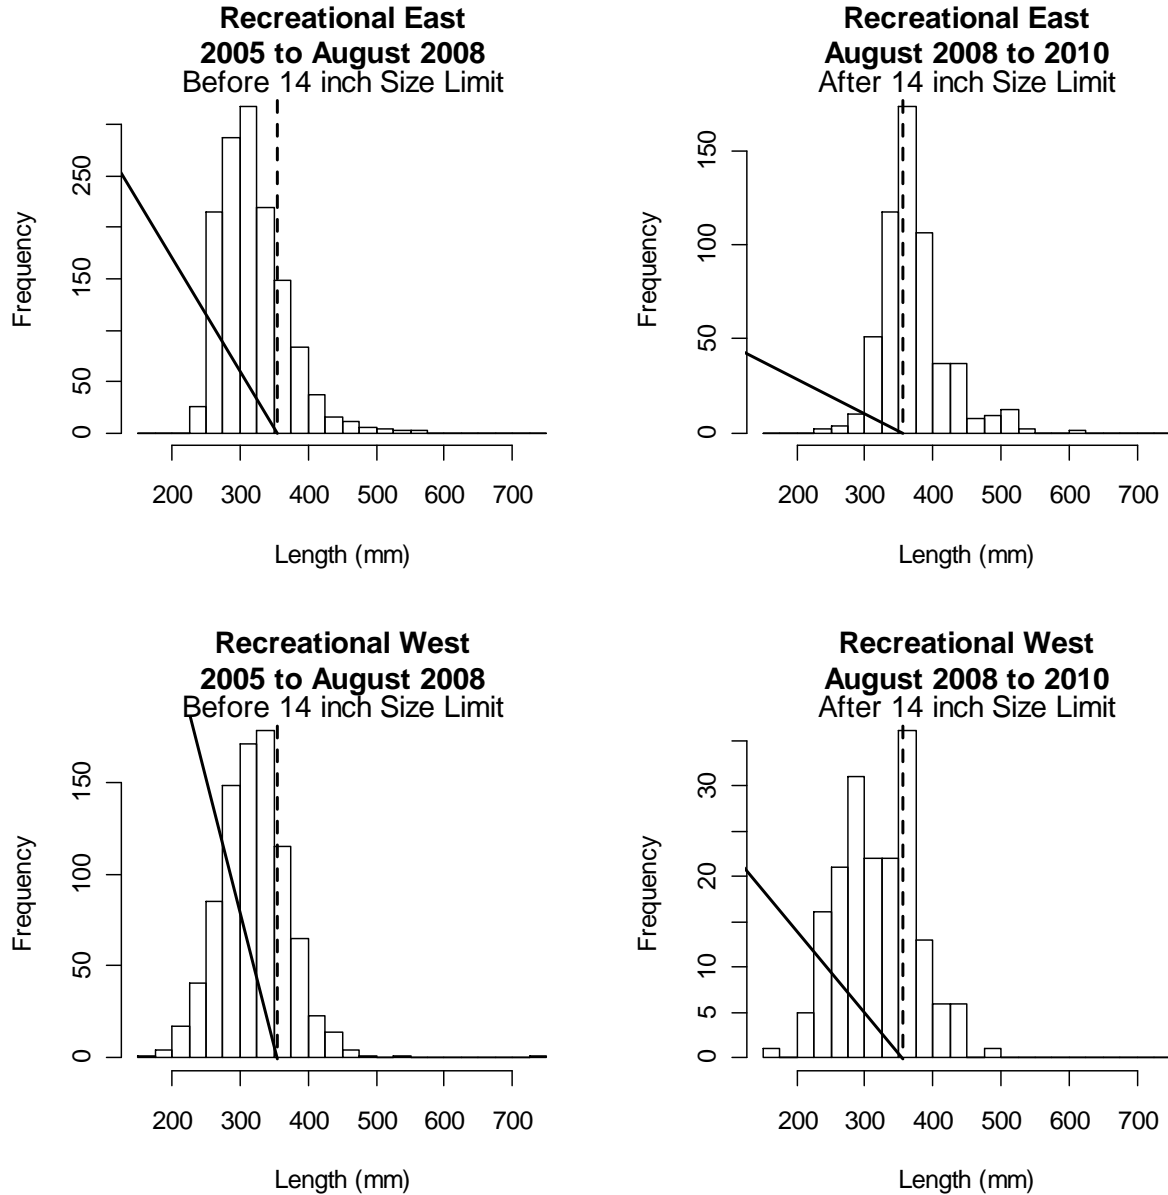 Recreational East
2005 to August 2008
Before 14 inch Size Limit
Frequency
0
50
150
250
200 300 400 500 600 700
Length (mm)
Recreational East
August 2008 to 2010
After 14 inch Size Limit
Frequency
0
50
100
150
200 300 400 500 600 700
Length (mm)
Recreational West
2005 to August 2008
Before 14 inch Size Limit
Frequency
0
50
100
150
200 300 400 500 600 700
Length (mm)
Recreational West
August 2008 to 2010
After 14 inch Size Limit
Frequency
0
5
10
20
30
200 300 400 500 600 700
Length (mm)